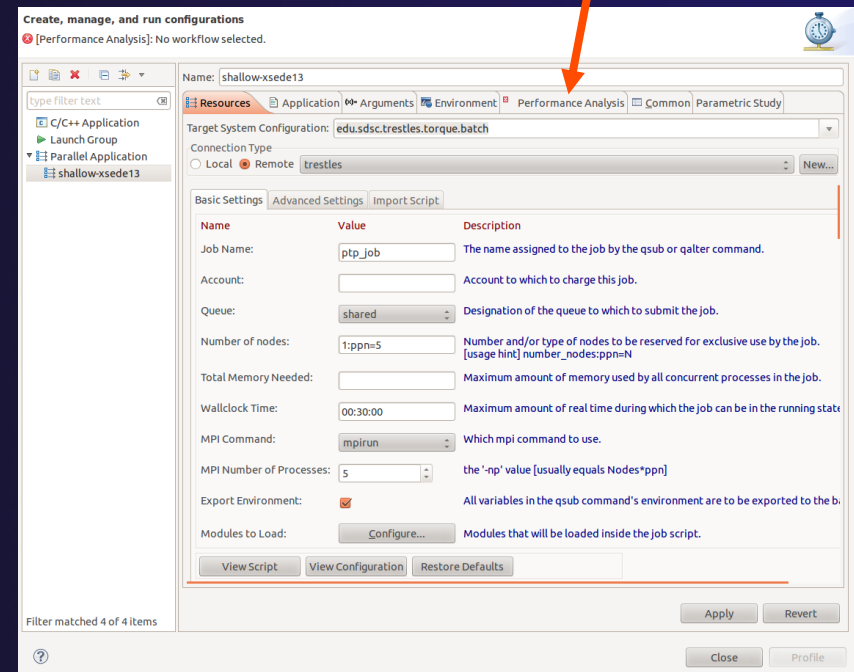 Create, manage, and run configurations
[Performance Analysis]: No workflow selected.
type filter text
C/C++ Application
Launch Group
Parallel Application
shallow-xsede13
Filter matched 4 of 4 items
Name: shallow-xsede13
Resources Application (x)= Arguments Environment Performance Analysis Common Parametric Study
Target System Configuration: edu.sdsc.trestles.torque.batch
Connection Type
Local Remote trestles New...
Basic Settings Advanced Settings Import Script
Name Value Description
Job Name: ptp_job The name assigned to the job by the qsub or qalter command.
Account: Account to which to charge this job.
Queue: shared Designation of the queue to which to submit the job.
Number of nodes: 1:ppn=5 Number and/or type of nodes to be reserved for exclusive use by the job.
[usage hint] number_nodes:ppn=N
Total Memory Needed: Maximum amount of memory used by all concurrent processes in the job.
Wallclock Time: 00:30:00 Maximum amount of real time during which the job can be in the running state
MPI Command: mpirun Which mpi command to use.
MPI Number of Processes: 5 the '-np' value [usually equals Nodes*ppn]
Export Environment: All variables in the qsub command's environment are to be exported to the
Modules to Load: Configure... Modules that will be loaded inside the job script.
View Script View Configuration Restore Defaults
Apply Revert
Close Profile